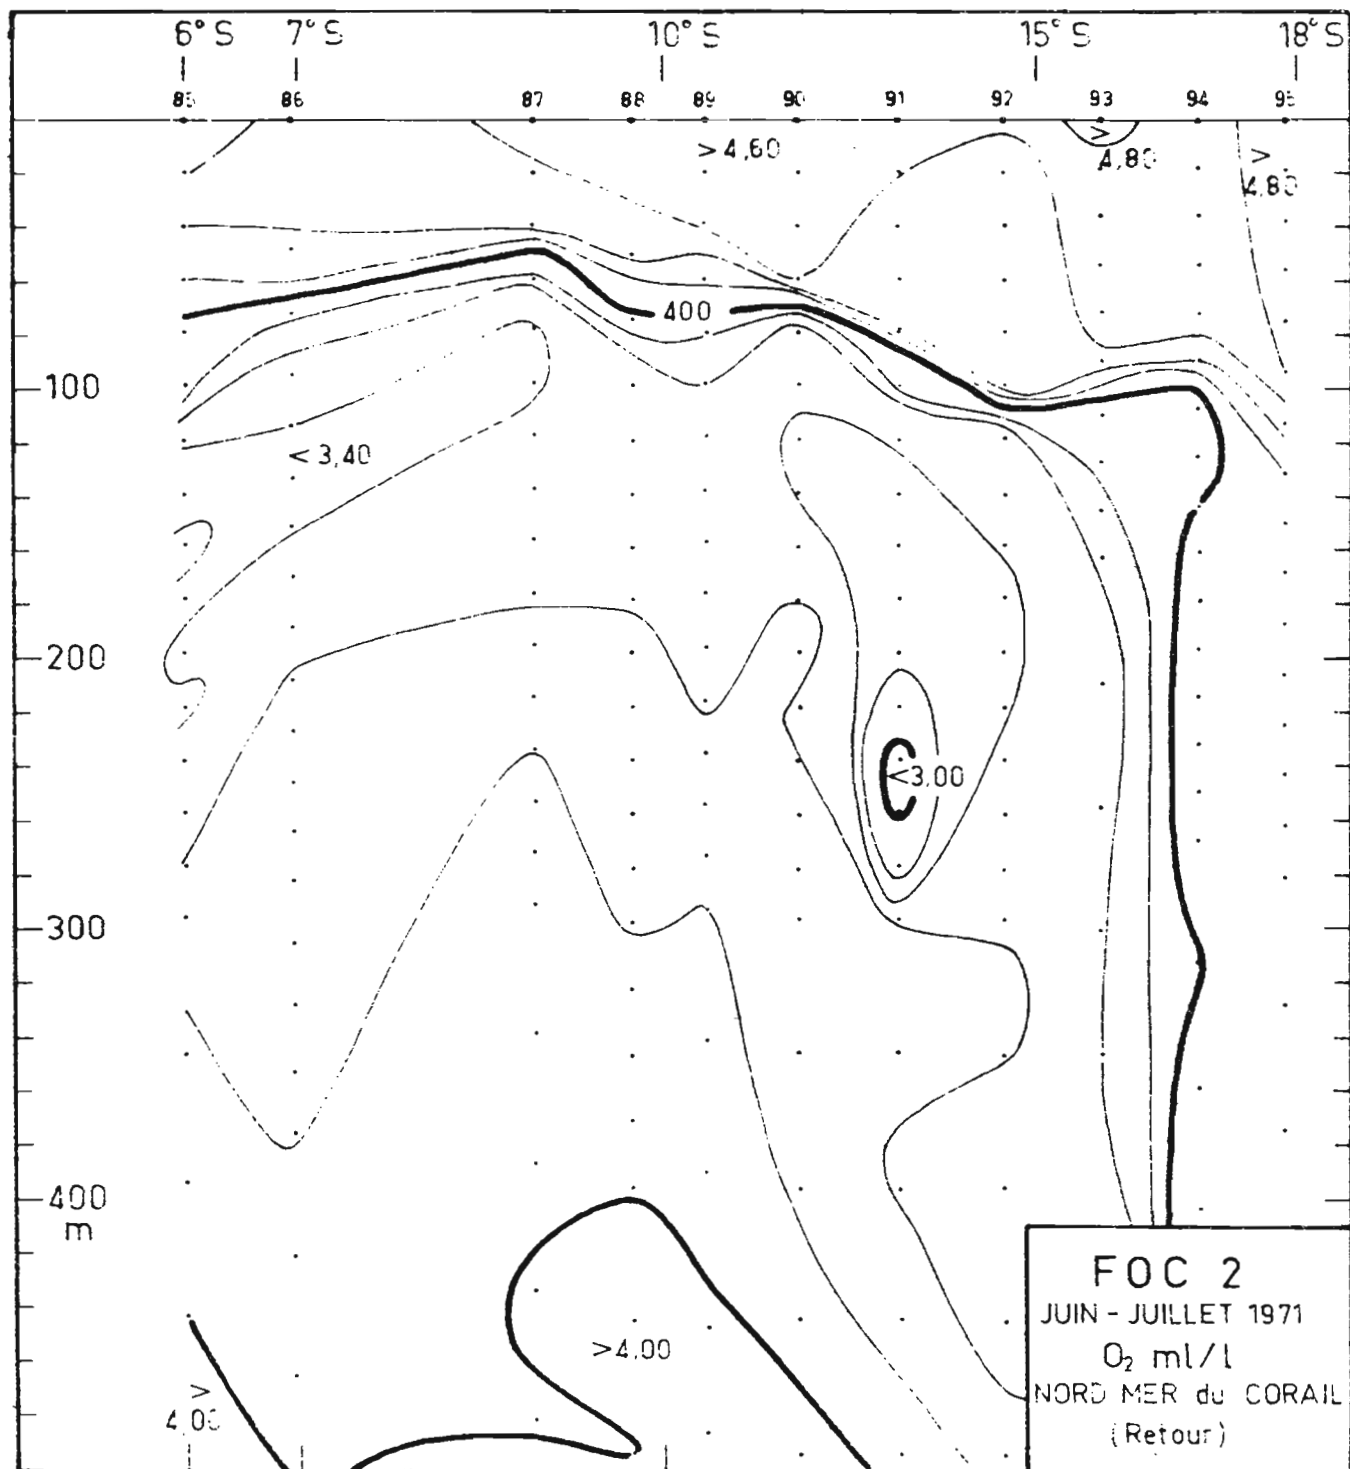 6°S 7°S 10°S 15°S 18°S
85 86 87 88 89 90 91 92 93 94 95
>4,60
>
4,80
>
4,80
400
100
<3,40
200
<3,00
300
400
m
>4,00
>
4,00
FOC 2
JUIN - JUILLET 1971
O₂ ml/l
NORD MER du CORAIL
(Retour)